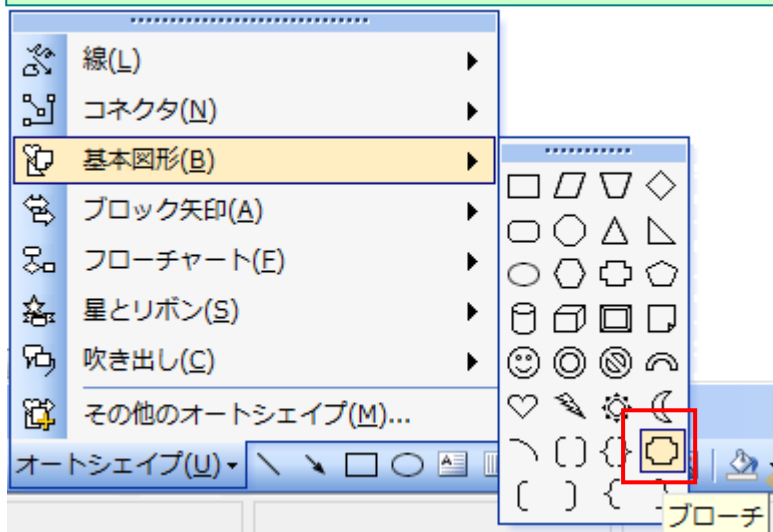 線(L)
コネクタ(N)
基本図形(B)
ブロック矢印(A)
フローチャート(F)
星とリボン(S)
吹き出し(C)
その他のオートシェイプ(M)...
オートシェイプ(U)
ブローチ